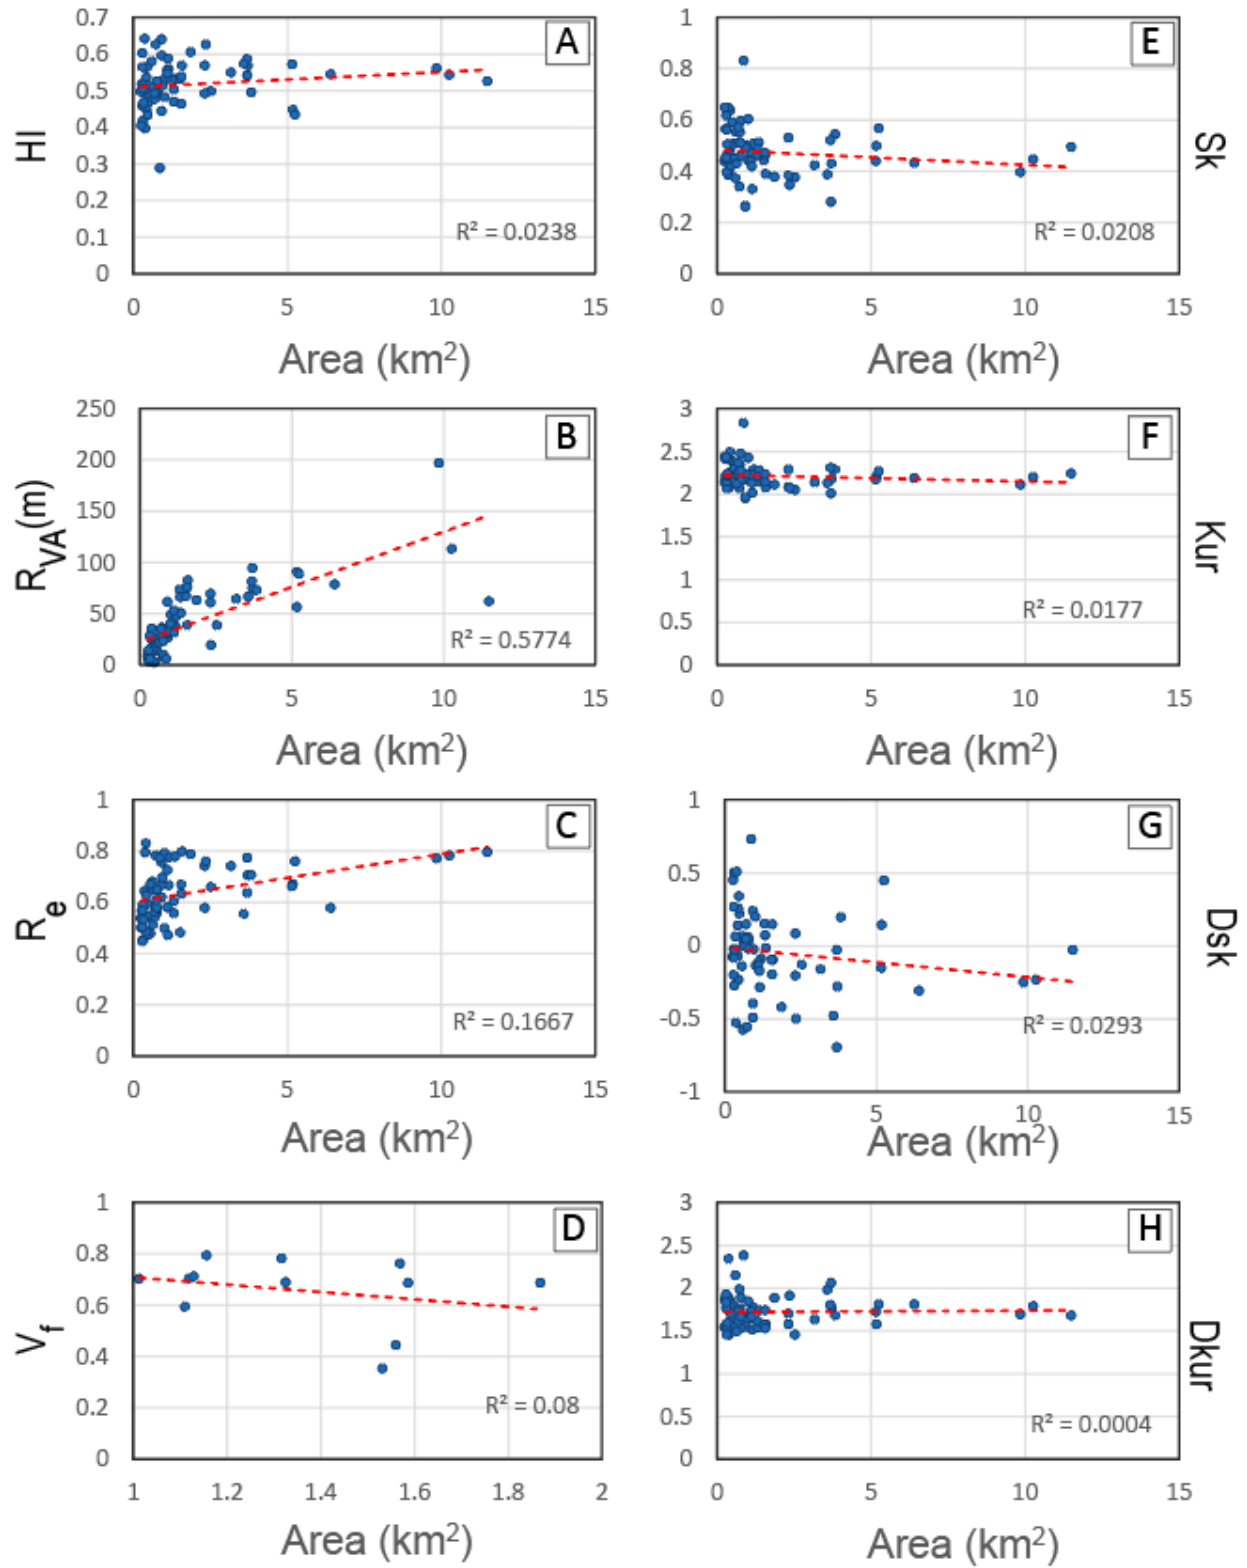 A
HI
0.7
0.6
0.5
0.4
0.3
0.2
0.1
0
R² = 0.0238
0 5 10 15
Area (km²)
B
R_VA(m)
250
200
150
100
50
0
R² = 0.5774
0 5 10 15
Area (km²)
C
R_e
1
0.8
0.6
0.4
0.2
0
R² = 0.1667
0 5 10 15
Area (km²)
D
V_f
1
0.8
0.6
0.4
0.2
0
R² = 0.08
1 1.2 1.4 1.6 1.8 2
Area (km²)
E
Sk
1
0.8
0.6
0.4
0.2
0
R² = 0.0208
0 5 10 15
Area (km²)
F
Kur
3
2.5
2
1.5
1
0.5
0
R² = 0.0177
0 5 10 15
Area (km²)
G
Dsk
1
0.5
0
-0.5
-1
R² = 0.0293
0 5 10 15
Area (km²)
H
Dkur
3
2.5
2
1.5
1
0.5
0
R² = 0.0004
0 5 10 15
Area (km²)